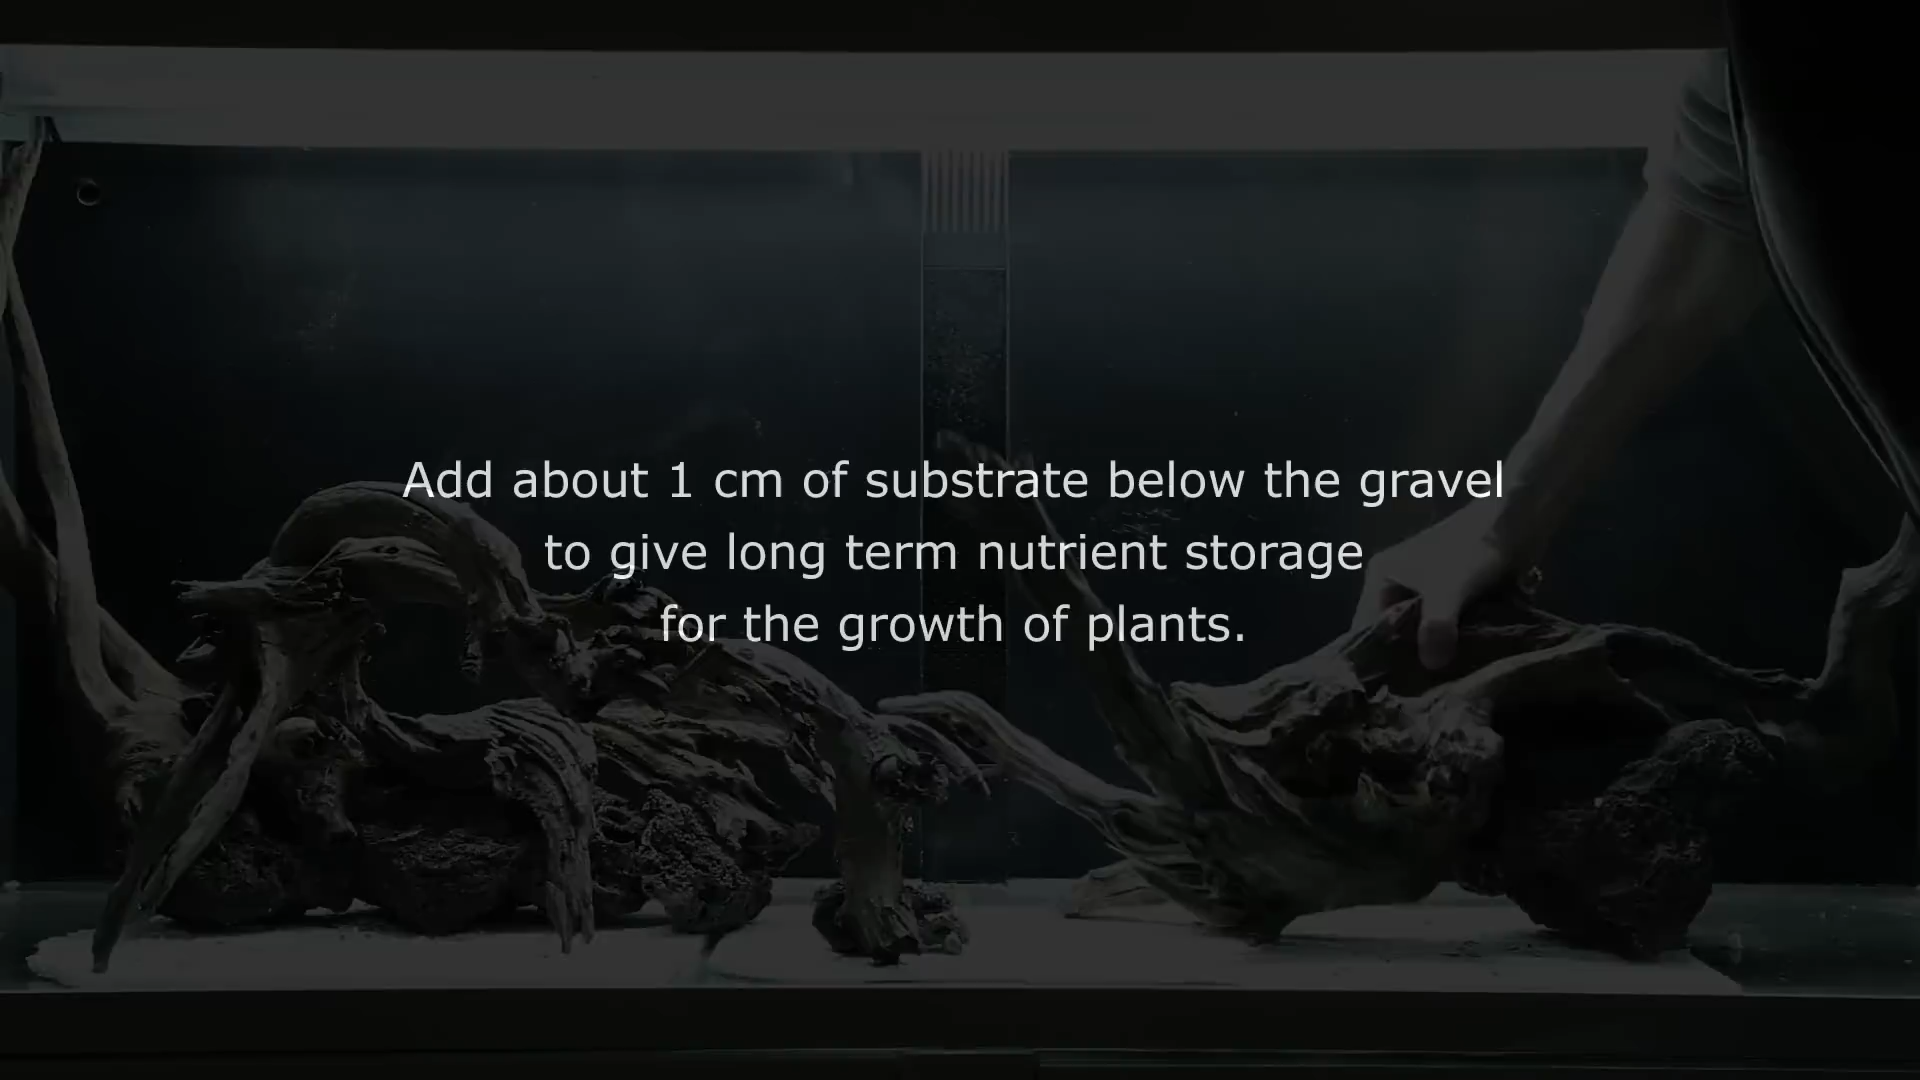 Add about 1 cm of substrate below the gravel
to give long term nutrient storage
for the growth of plants.